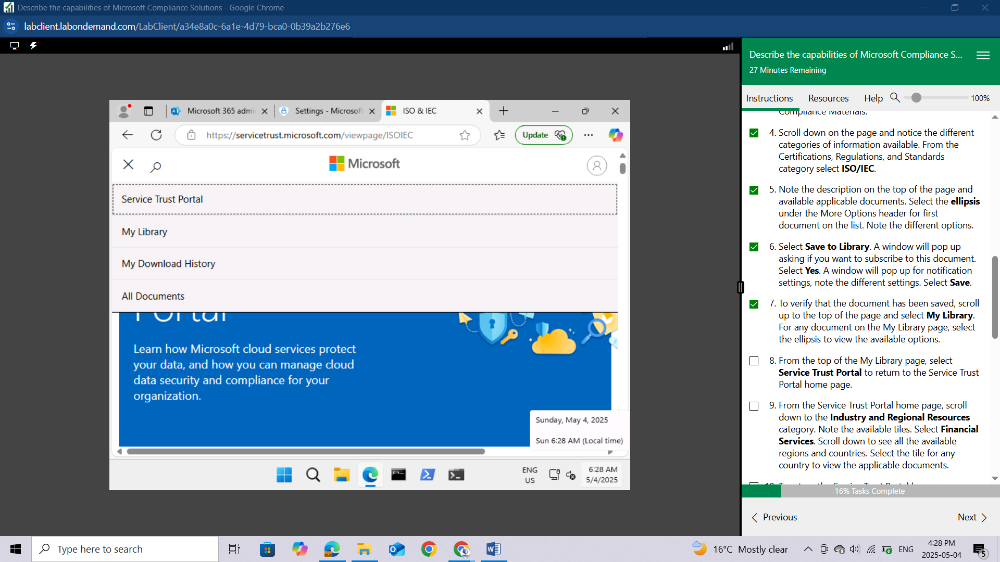 Describe the capabilities of Microsoft Compliance Solutions - Google Chrome
labclient.labondemand.com/LabClient/a34e8a0c-6a1e-4d79-bca0-0b39a2b276e6
Microsoft 365 admi
Settings - Microsoft
ISO & IEC
https://servicetrust.microsoft.com/viewpage/ISOIEC
Update
Microsoft
Service Trust Portal
My Library
My Download History
All Documents
Portal
Learn how Microsoft cloud services protect
your data, and how you can manage cloud
data security and compliance for your
organization.
Sunday, May 4, 2025
Sun 6:28 AM (Local time)
ENG
US
6:28 AM
5/4/2025
Describe the capabilities of Microsoft Compliance S...
27 Minutes Remaining
Instructions
Resources
Help
100%
Compliance Materials.
4. Scroll down on the page and notice the different
categories of information available. From the
Certifications, Regulations, and Standards
category select ISO/IEC.
5. Note the description on the top of the page and
available applicable documents. Select the ellipsis
under the More Options header for first
document on the list. Note the different options.
6. Select Save to Library. A window will pop up
asking if you want to subscribe to this document.
Select Yes. A window will pop up for notification
settings, note the different settings. Select Save.
7. To verify that the document has been saved, scroll
up to the top of the page and select My Library.
For any document on the My Library page, select
the ellipsis to view the available options.
8. From the top of the My Library page, select
Service Trust Portal to return to the Service Trust
Portal home page.
9. From the Service Trust Portal home page, scroll
down to the Industry and Regional Resources
category. Note the available tiles. Select Financial
Services. Scroll down to see all the available
regions and countries. Select the tile for any
country to view the applicable documents.
16% Tasks Complete
Previous
Next
Type here to search
16°C Mostly clear
ENG
4:28 PM
2025-05-04
5